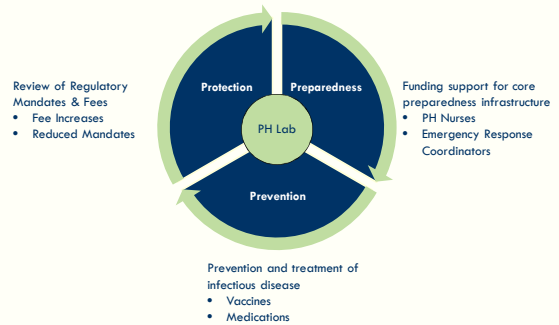 Protection
Preparedness
PH Lab
Prevention
Review of Regulatory
Mandates & Fees
• Fee Increases
• Reduced Mandates
Funding support for core
preparedness infrastructure
• PH Nurses
• Emergency Response
Coordinators
Prevention and treatment of
infectious disease
• Vaccines
• Medications